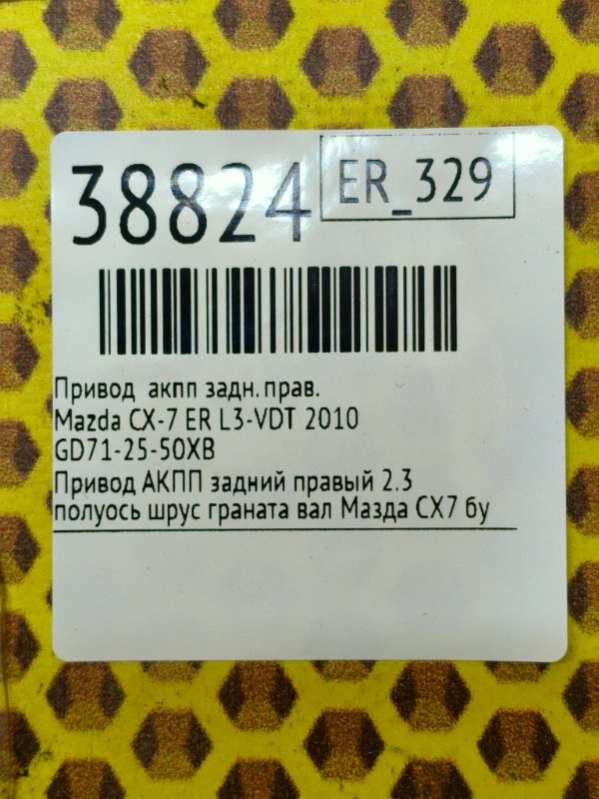 38824
ER_329
Привод акпп задн. прав.
Mazda CX-7 ER L3-VDT 2010
GD71-25-50XB
Привод АКПП задний правый 2.3
полуось шрус граната вал Мазда СХ7 бу